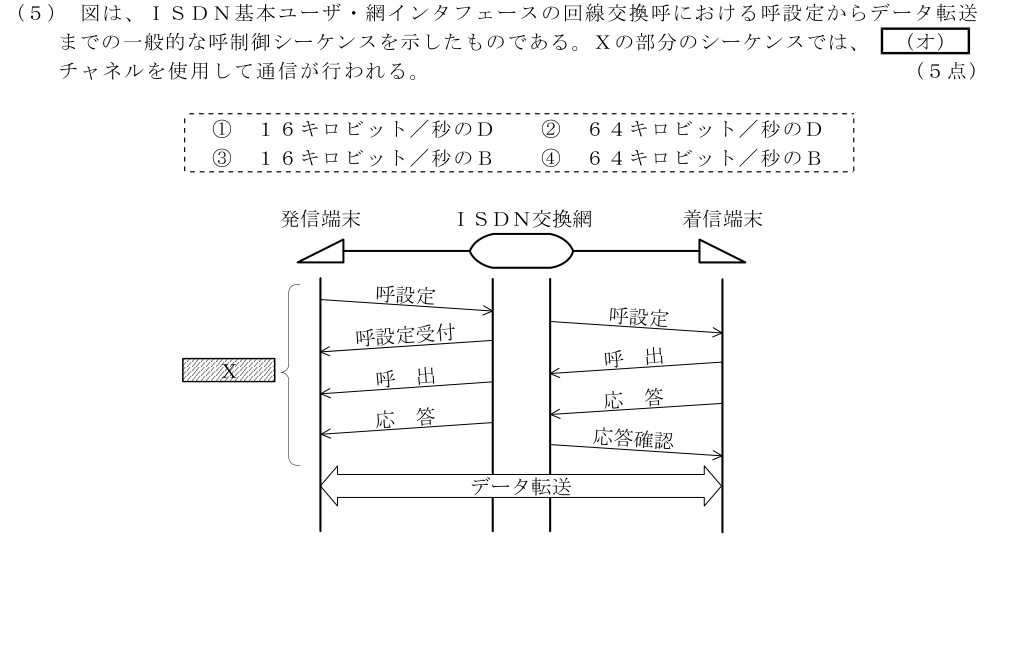 （５）　図は、ＩＳＤＮ基本ユーザ・網インタフェースの回線交換呼における呼設定からデータ転送
までの一般的な呼制御シーケンスを示したものである。Ｘの部分のシーケンスでは、（オ）
チャネルを使用して通信が行われる。（５点）
①　１６キロビット／秒のＤ　②　６４キロビット／秒のＤ
③　１６キロビット／秒のＢ　④　６４キロビット／秒のＢ
発信端末　ＩＳＤＮ交換網　着信端末
呼設定
呼設定
呼設定受付
呼　出
Ｘ
呼　出
応　答
応　答
応答確認
データ転送